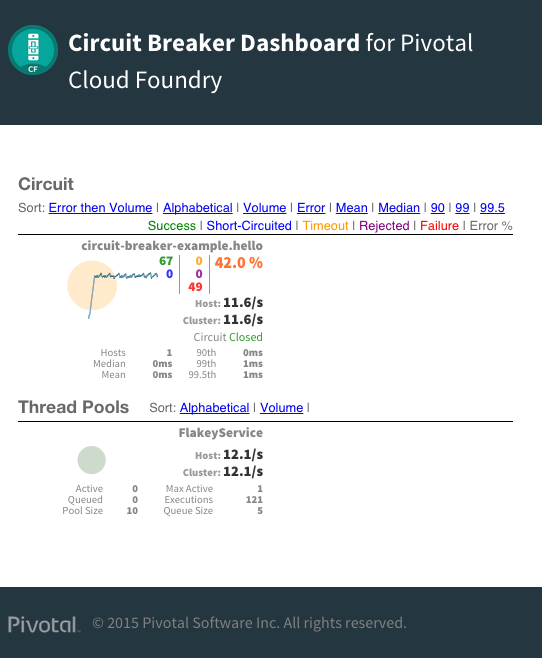 CF
Circuit Breaker Dashboard for Pivotal
Cloud Foundry
Circuit
Sort: Error then Volume | Alphabetical | Volume | Error | Mean | Median | 90 | 99 | 99.5
Success | Short-Circuited | Timeout | Rejected | Failure | Error %
circuit-breaker-example.hello
67 0 42.0 %
0 0
49
Host: 11.6/s
Cluster: 11.6/s
Circuit Closed
Hosts 1 90th 0ms
Median 0ms 99th 1ms
Mean 0ms 99.5th 1ms
Thread Pools Sort: Alphabetical | Volume |
FlakeyService
Host: 12.1/s
Cluster: 12.1/s
Active 0 Max Active 1
Queued 0 Executions 121
Pool Size 10 Queue Size 5
Pivotal © 2015 Pivotal Software Inc. All rights reserved.